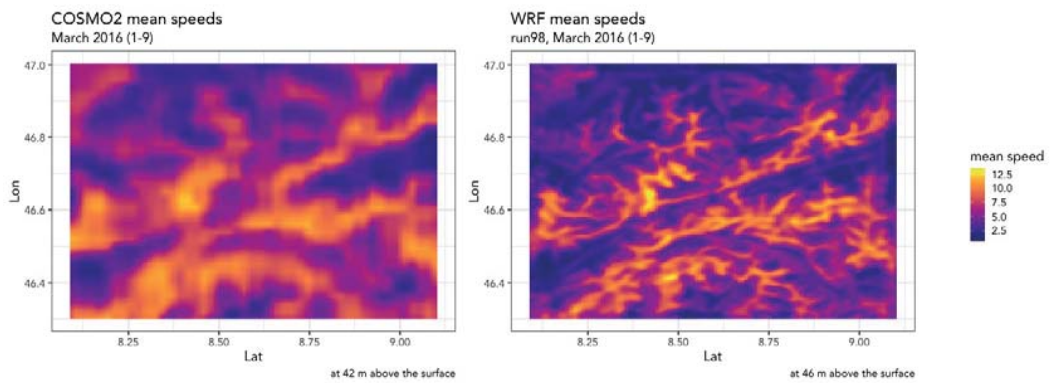 COSMO2 mean speeds
March 2016 (1-9)
47.0
46.8
46.6
46.4
Lon
8.25
8.50
8.75
9.00
Lat
at 42 m above the surface
WRF mean speeds
run98, March 2016 (1-9)
47.0
46.8
46.6
46.4
Lon
8.25
8.50
8.75
9.00
Lat
at 46 m above the surface
mean speed
12.5
10.0
7.5
5.0
2.5